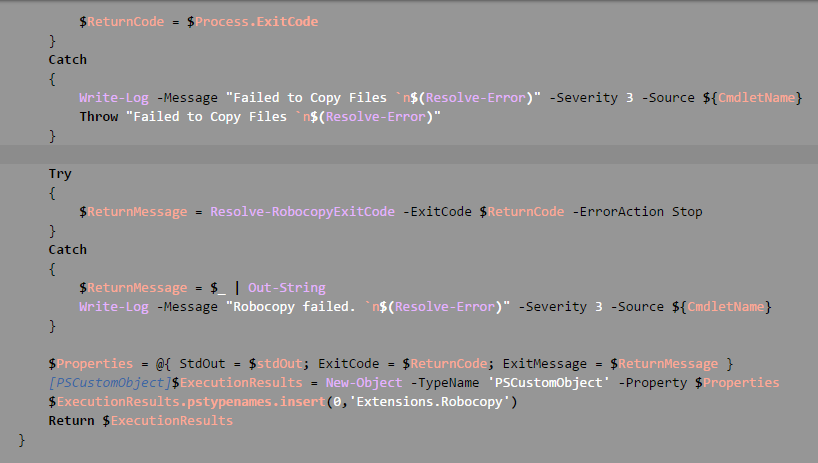 $ReturnCode = $Process.ExitCode
}
Catch
{
Write-Log -Message "Failed to Copy Files `n$(Resolve-Error)" -Severity 3 -Source ${CmdletName}
Throw "Failed to Copy Files `n$(Resolve-Error)"
}
Try
{
$ReturnMessage = Resolve-RobocopyExitCode -ExitCode $ReturnCode -ErrorAction Stop
}
Catch
{
$ReturnMessage = $_ | Out-String
Write-Log -Message "Robocopy failed. `n$(Resolve-Error)" -Severity 3 -Source ${CmdletName}
}
$Properties = @{ StdOut = $stdOut; ExitCode = $ReturnCode; ExitMessage = $ReturnMessage }
[PSCustomObject]$ExecutionResults = New-Object -TypeName 'PSCustomObject' -Property $Properties
$ExecutionResults.pstypenames.insert(0,'Extensions.Robocopy')
Return $ExecutionResults
}